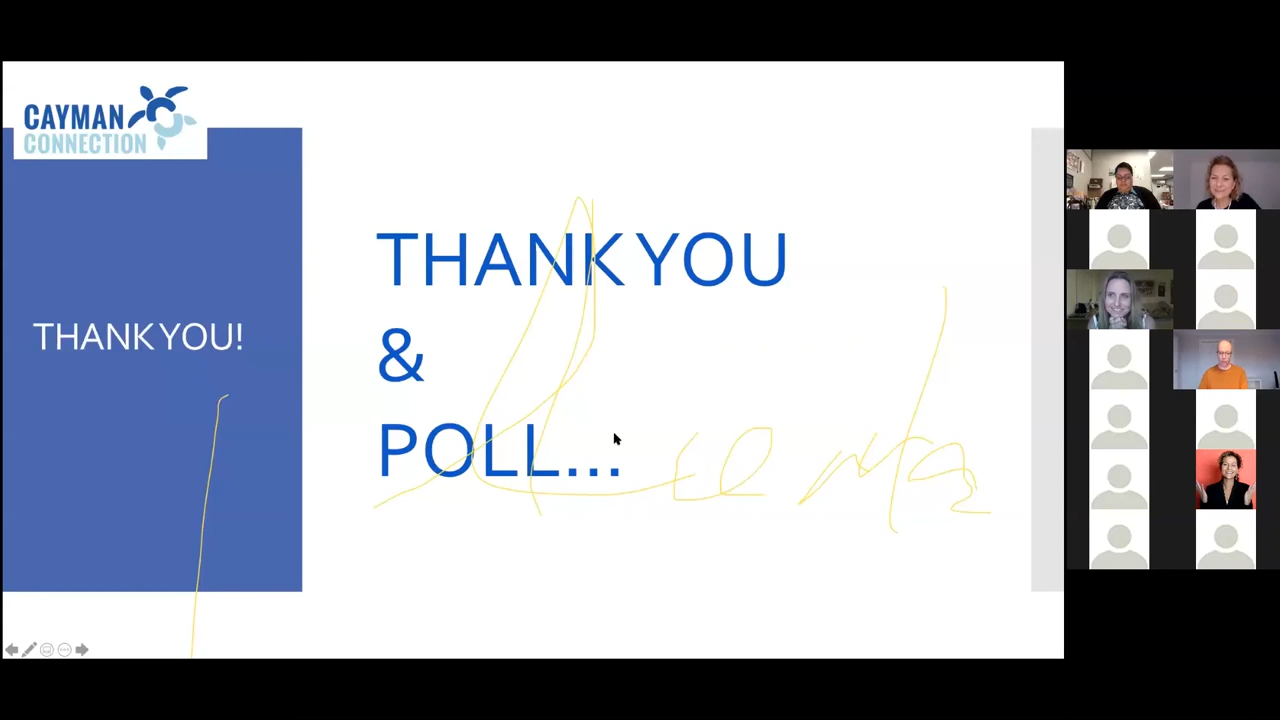 CAYMAN
CONNECTION
THANK YOU!
THANK YOU
&
POLL...